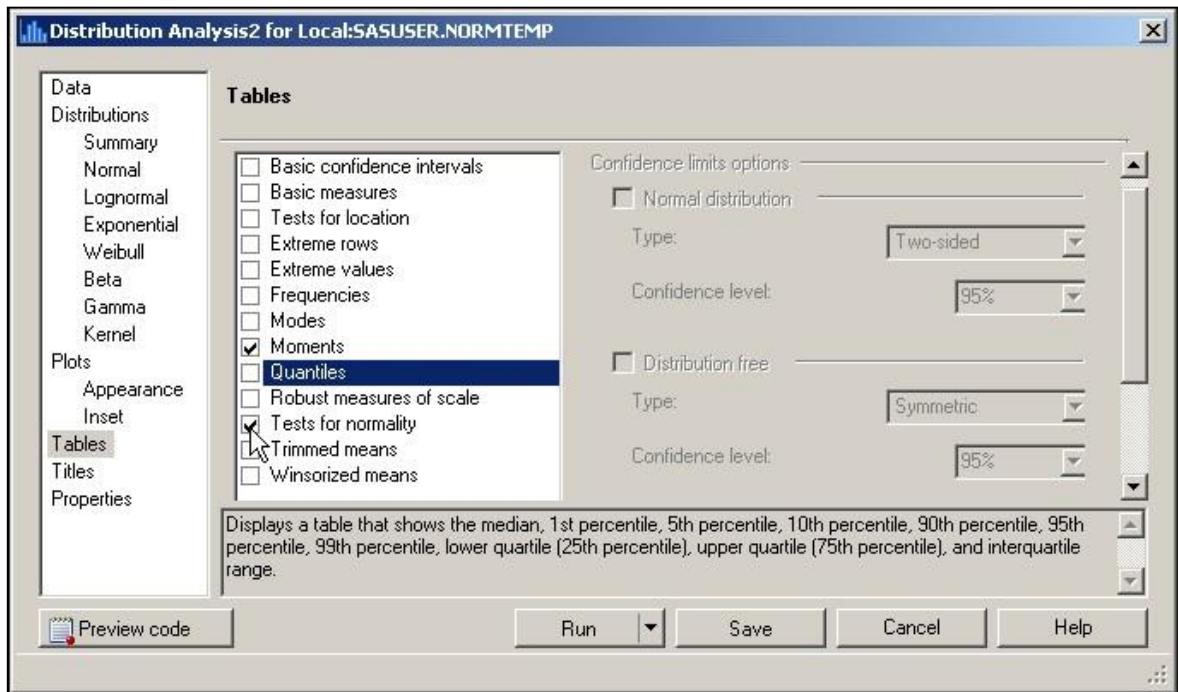 Distribution Analysis2 for Local:SASUSER.NORMTEMP
Data
Distributions
Summary
Normal
Lognormal
Exponential
Weibull
Beta
Gamma
Kernel
Plots
Appearance
Inset
Tables
Titles
Properties
Tables
Basic confidence intervals
Basic measures
Tests for location
Extreme rows
Extreme values
Frequencies
Modes
Moments
Quantiles
Robust measures of scale
Tests for normality
Trimmed means
Winsorized means
Confidence limits options
Normal distribution
Type:
Two-sided
Confidence level:
95%
Distribution free
Type:
Symmetric
Confidence level:
95%
Displays a table that shows the median, 1st percentile, 5th percentile, 10th percentile, 90th percentile, 95th
percentile, 99th percentile, lower quartile (25th percentile), upper quartile (75th percentile), and interquartile
range.
Preview code
Run
Save
Cancel
Help